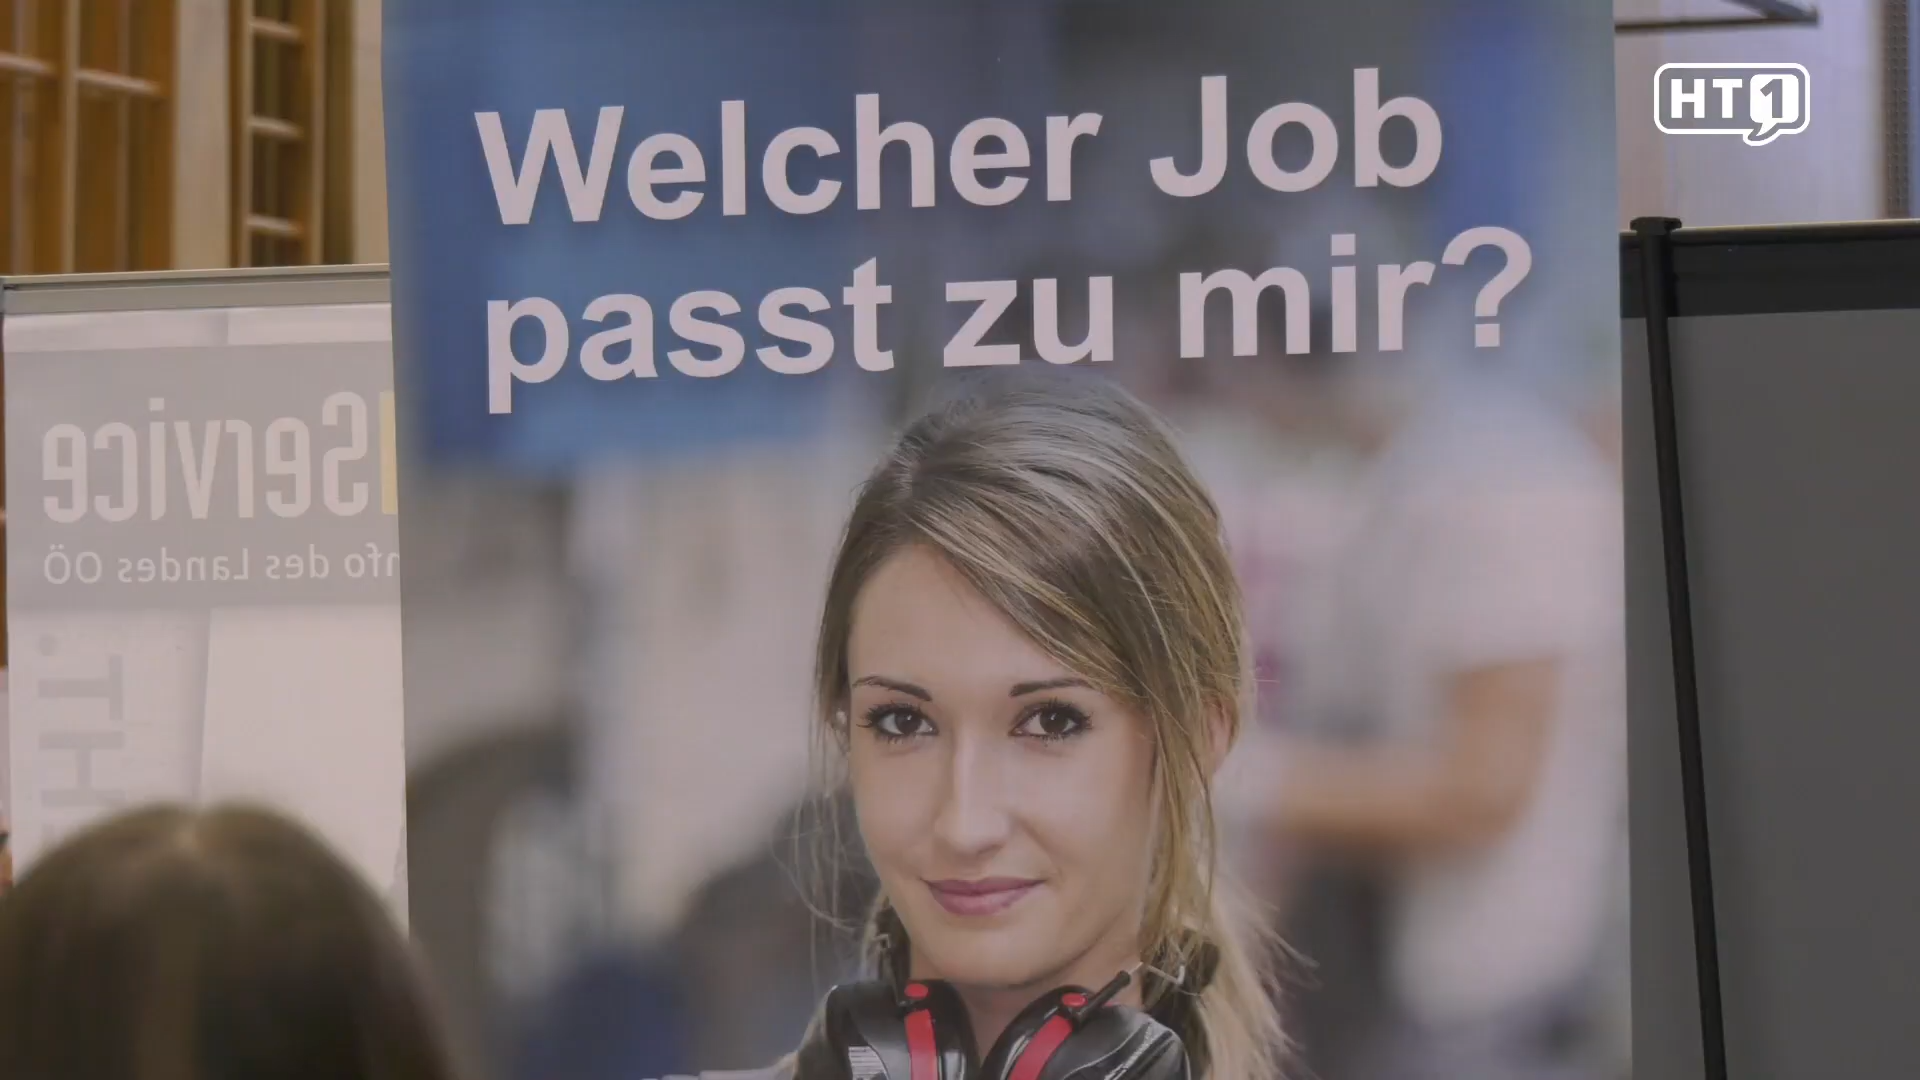 Welcher Job
passt zu mir?
HT1
Service
nfo des Landes OÖ